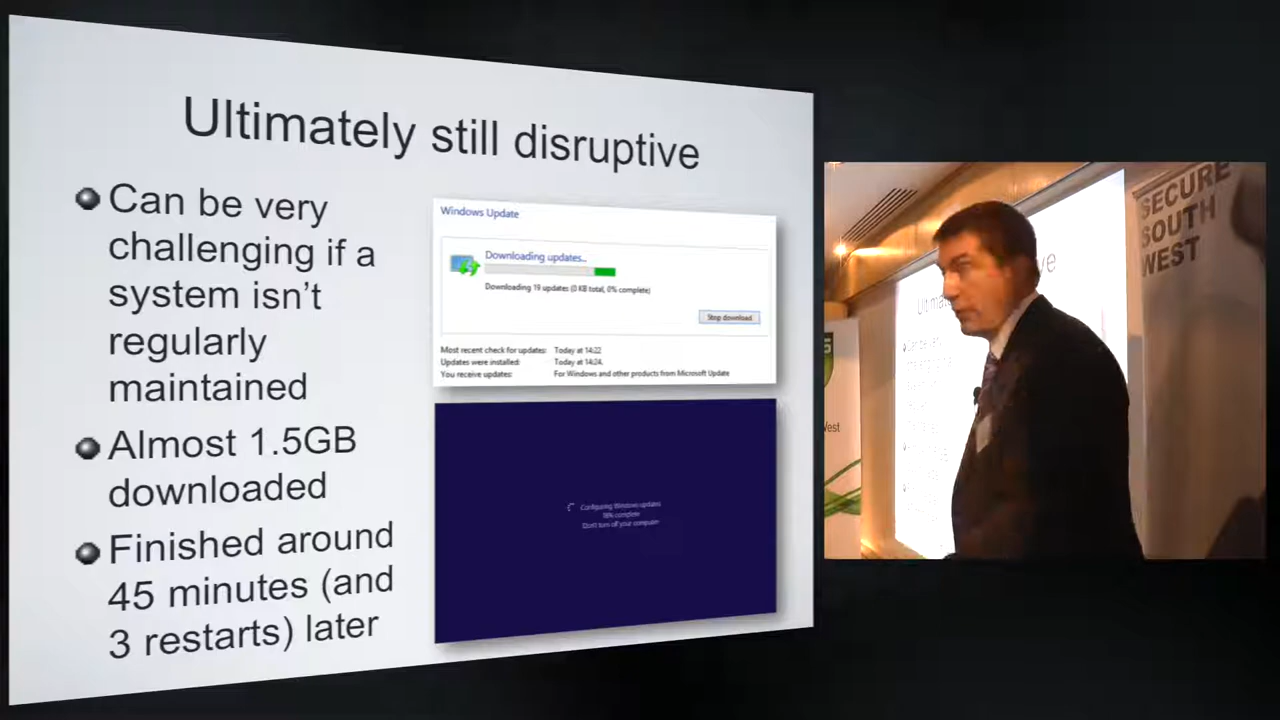 Ultimately still disruptive
Can be very
challenging if a
system isn't
regularly
maintained
Almost 1.5GB
downloaded
Finished around
45 minutes (and
3 restarts) later
Windows Update
Downloading updates...
Downloading 19 updates (0 KB total, 0% complete)
Stop download
Most recent check for updates: Today at 14:22
Updates were installed: Today at 14:24.
You receive updates: For Windows and other products from Microsoft Update
Configuring Windows updates
18% complete
Don't turn off your computer
SECURE
SOUTH
WEST